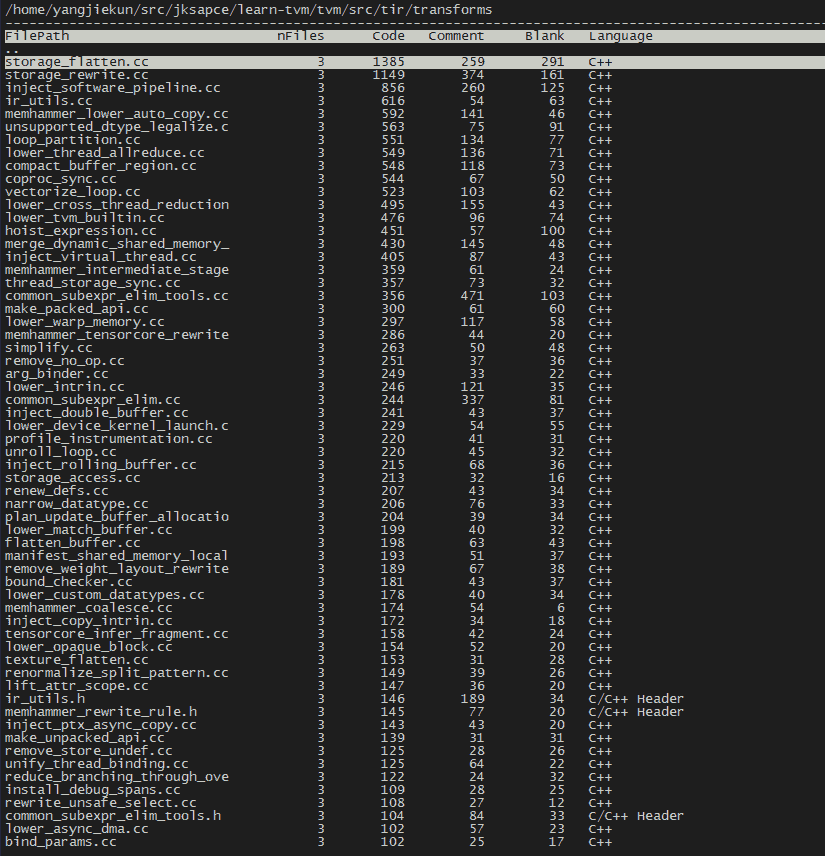 /home/yangjiekun/src/jksapce/learn-tvm/tvm/src/tir/transforms
--------------------------------------------------------------------------------
FilePath nFiles Code Comment Blank Language
..
storage_flatten.cc 3 1385 259 291 C++
storage_rewrite.cc 3 1149 374 161 C++
inject_software_pipeline.cc 3 856 260 125 C++
ir_utils.cc 3 616 54 63 C++
memhammer_lower_auto_copy.cc 3 592 141 46 C++
unsupported_dtype_legalize.c 3 563 75 91 C++
loop_partition.cc 3 551 134 77 C++
lower_thread_allreduce.cc 3 549 136 71 C++
compact_buffer_region.cc 3 548 118 73 C++
coproc_sync.cc 3 544 67 50 C++
vectorize_loop.cc 3 523 103 62 C++
lower_cross_thread_reduction 3 495 155 43 C++
lower_tvm_builtin.cc 3 476 96 74 C++
hoist_expression.cc 3 451 57 100 C++
merge_dynamic_shared_memory_ 3 430 145 48 C++
inject_virtual_thread.cc 3 405 87 43 C++
memhammer_intermediate_stage 3 359 61 24 C++
thread_storage_sync.cc 3 357 73 32 C++
common_subexpr_elim_tools.cc 3 356 471 103 C++
make_packed_api.cc 3 300 61 60 C++
lower_warp_memory.cc 3 297 117 58 C++
memhammer_tensorcore_rewrite 3 286 44 20 C++
simplify.cc 3 263 50 48 C++
remove_no_op.cc 3 251 37 36 C++
arg_binder.cc 3 249 33 22 C++
lower_intrin.cc 3 246 121 35 C++
common_subexpr_elim.cc 3 244 337 81 C++
inject_double_buffer.cc 3 241 43 37 C++
lower_device_kernel_launch.c 3 229 54 55 C++
profile_instrumentation.cc 3 220 41 31 C++
unroll_loop.cc 3 220 45 32 C++
inject_rolling_buffer.cc 3 215 68 36 C++
storage_access.cc 3 213 32 16 C++
renew_defs.cc 3 207 43 34 C++
narrow_datatype.cc 3 206 76 33 C++
plan_update_buffer_allocatio 3 204 39 34 C++
lower_match_buffer.cc 3 199 40 32 C++
flatten_buffer.cc 3 198 63 43 C++
manifest_shared_memory_local 3 193 51 37 C++
remove_weight_layout_rewrite 3 189 67 38 C++
bound_checker.cc 3 181 43 37 C++
lower_custom_datatypes.cc 3 178 40 34 C++
memhammer_coalesce.cc 3 174 54 6 C++
inject_copy_intrin.cc 3 172 34 18 C++
tensorcore_infer_fragment.cc 3 158 42 24 C++
lower_opaque_block.cc 3 154 52 20 C++
texture_flatten.cc 3 153 31 28 C++
renormalize_split_pattern.cc 3 149 39 26 C++
lift_attr_scope.cc 3 147 36 20 C++
ir_utils.h 3 146 189 34 C/C++ Header
memhammer_rewrite_rule.h 3 145 77 20 C/C++ Header
inject_ptx_async_copy.cc 3 143 43 20 C++
make_unpacked_api.cc 3 139 31 31 C++
remove_store_undef.cc 3 125 28 26 C++
unify_thread_binding.cc 3 125 64 22 C++
reduce_branching_through_ove 3 122 24 32 C++
install_debug_spans.cc 3 109 28 25 C++
rewrite_unsafe_select.cc 3 108 27 12 C++
common_subexpr_elim_tools.h 3 104 84 33 C/C++ Header
lower_async_dma.cc 3 102 57 23 C++
bind_params.cc 3 102 25 17 C++